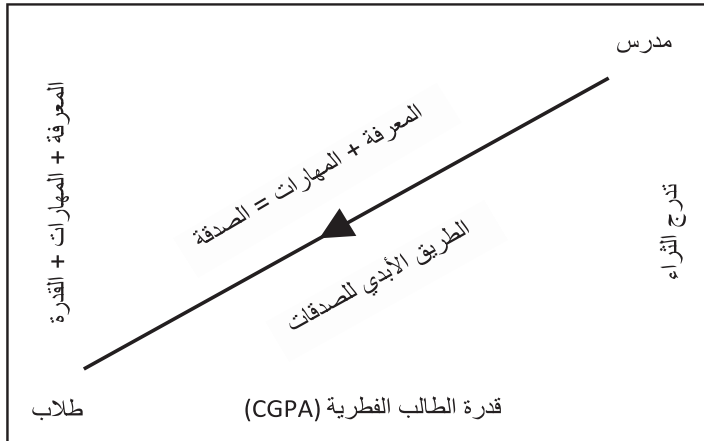 مدرس
المعرفة + المهارات + القدرة
المعرفة + المهارات = الصدقة
الطريق الأبدي للصدقات
تدرج الثراء
طلاب
قدرة الطالب الفطرية (CGPA)